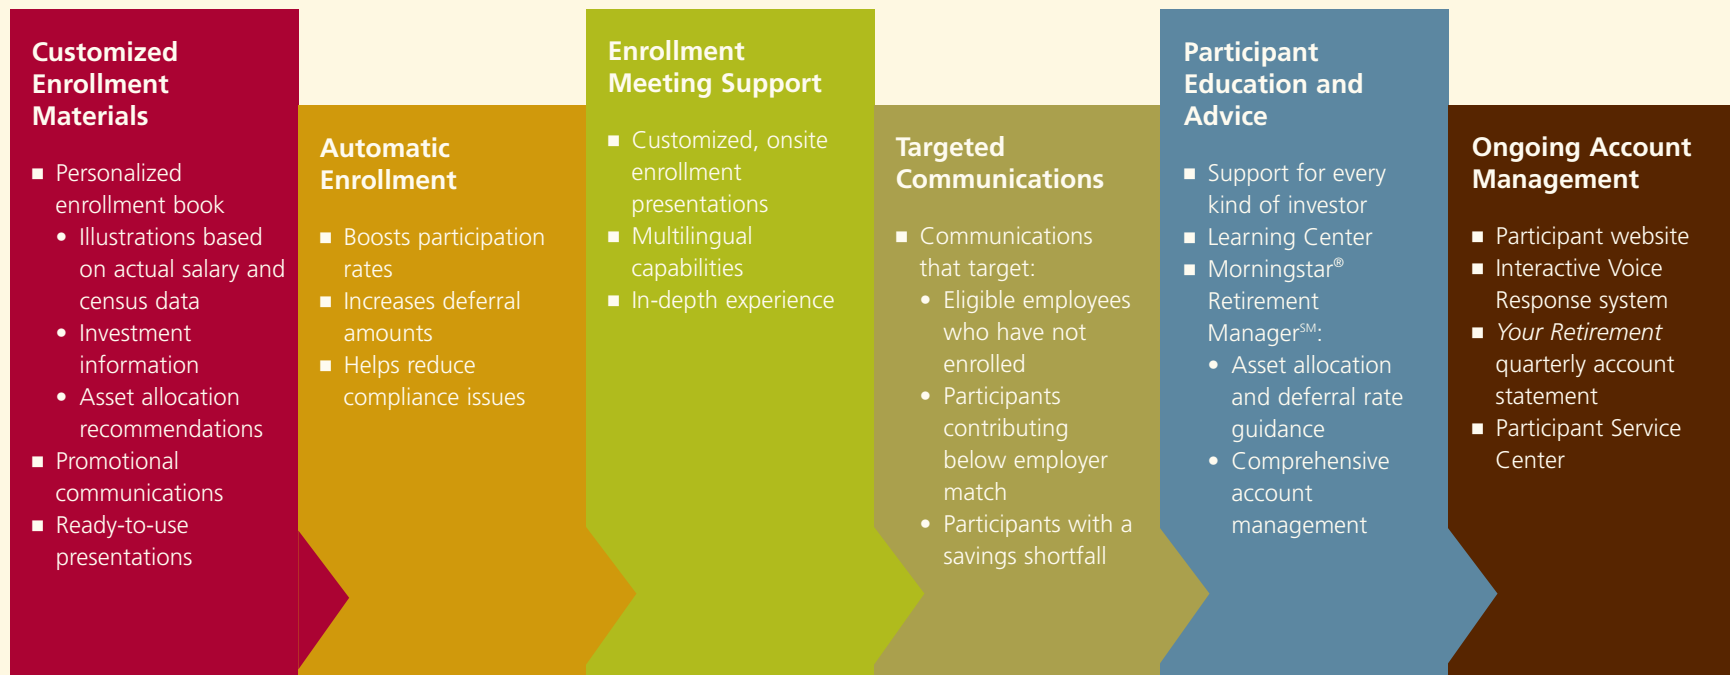 Customized
Enrollment
Materials
■ Personalized
enrollment book
• Illustrations based
on actual salary and
census data
• Investment
information
• Asset allocation
recommendations
■ Promotional
communications
■ Ready-to-use
presentations
Automatic
Enrollment
■ Boosts participation
rates
■ Increases deferral
amounts
■ Helps reduce
compliance issues
Enrollment
Meeting Support
■ Customized, onsite
enrollment
presentations
■ Multilingual
capabilities
■ In-depth experience
Targeted
Communications
■ Communications
that target:
• Eligible employees
who have not
enrolled
• Participants
contributing
below employer
match
• Participants with a
savings shortfall
Participant
Education and
Advice
■ Support for every
kind of investor
■ Learning Center
■ Morningstar®
Retirement
Manager℠:
• Asset allocation
and deferral rate
guidance
• Comprehensive
account
management
Ongoing Account
Management
■ Participant website
■ Interactive Voice
Response system
■ Your Retirement
quarterly account
statement
■ Participant Service
Center